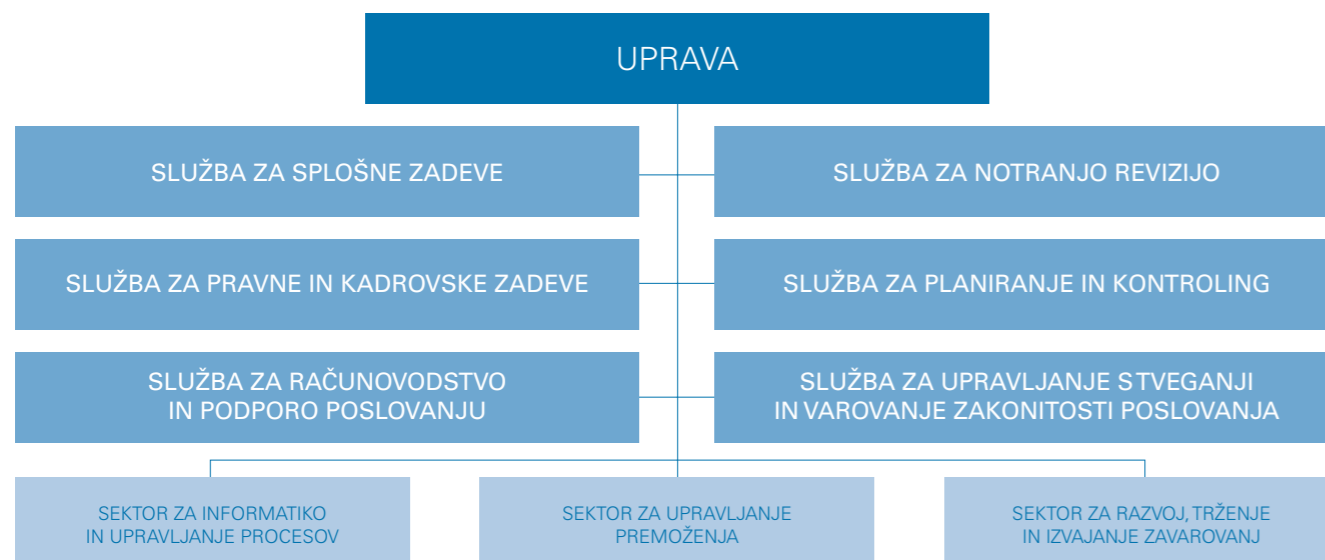 UPRAVA
SLUŽBA ZA SPLOŠNE ZADEVE
SLUŽBA ZA NOTRANJO REVIZIJO
SLUŽBA ZA PRAVNE IN KADROVSKE ZADEVE
SLUŽBA ZA PLANIRANJE IN KONTROLING
SLUŽBA ZA RAČUNOVODSTVO
IN PODPORO POSLOVANJU
SLUŽBA ZA UPRAVLJANJE S TVEGANJI
IN VAROVANJE ZAKONITOSTI POSLOVANJA
SEKTOR ZA INFORMATIKO
IN UPRAVLJANJE PROCESOV
SEKTOR ZA UPRAVLJANJE
PREMOŽENJA
SEKTOR ZA RAZVOJ, TRŽENJE
IN IZVAJANJE ZAVAROVANJ